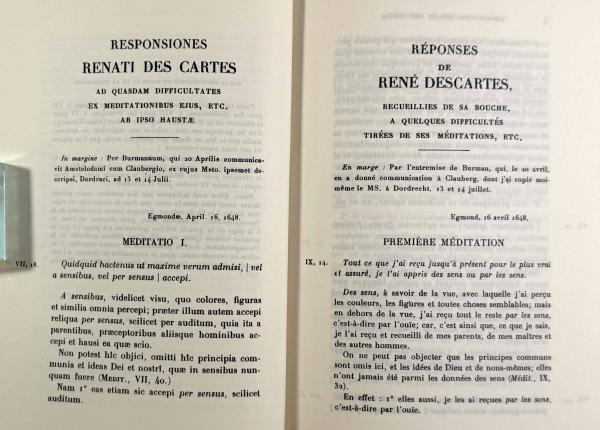 RESPONSIONES
RENATI DES CARTES
AD QUASDAM DIFFICULTATES
EX MEDITATIONIBUS EJUS, ETC.
AB IPSO HAUSTÆ
In margine : Per Burmannum, qui 20 Aprilis communica-
vit Amstelodami cum Claubergio, ex cujus Msto. ipsemet de-
scripsi, Dordraci, ad 13 et 14 Julii.
Egmondæ, April. 16, 1648.
MEDITATIO I.
VII, 18.
Quidquid hactenus ut maxime verum admisi, | vel
a sensibus, vel per sensus | accepi.
A sensibus, videlicet visu, quo colores, figuras
et similia omnia percepi; præter illum autem accepi
reliqua per sensus, scilicet per auditum, quia ita a
parentibus, præceptoribus aliisque hominibus ac-
cepi et hausi ea quæ scio.
Non potest hîc objici, omitti hîc principia com-
munia et ideas Dei et nostrî, quæ in sensibus nun-
quam fuere (MEDIT., VII, 40.)
Nam 1° eas etiam sic accepi per sensus, scilicet
auditum.
RÉPONSES
DE
RENÉ DESCARTES,
RECUEILLIES DE SA BOUCHE,
A QUELQUES DIFFICULTÉS
TIRÉES DE SES MÉDITATIONS, ETC.
En marge : Par l'entremise de Burman, qui, le 20 avril,
en a donné communication à Clauberg, dont j'ai copié moi-
même le MS. à Dordrecht, 13 et 14 juillet.
Egmond, 16 avril 1648,
PREMIÈRE MÉDITATION
IX, 14.
Tout ce que j'ai reçu jusqu'à présent pour le plus vrai
et assuré, je l'ai appris des sens ou par les sens.
Des sens, à savoir de la vue, avec laquelle j'ai perçu
les couleurs, les figures et toutes choses semblables; mais
en dehors de la vue, j'ai reçu tout le reste par les sens,
c'est-à-dire par l'ouïe; car, c'est ainsi que, ce que je sais,
je l'ai reçu et recueilli de mes parents, de mes maîtres et
des autres hommes.
On ne peut pas objecter que les principes communs
sont omis ici, et les idées de Dieu et de nous-mêmes; elles
n'ont jamais été parmi les données des sens (Médit., IX,
32).
En effet : 1° elles aussi, je les ai reçues par les sens,
c'est-à-dire par l'ouïe.